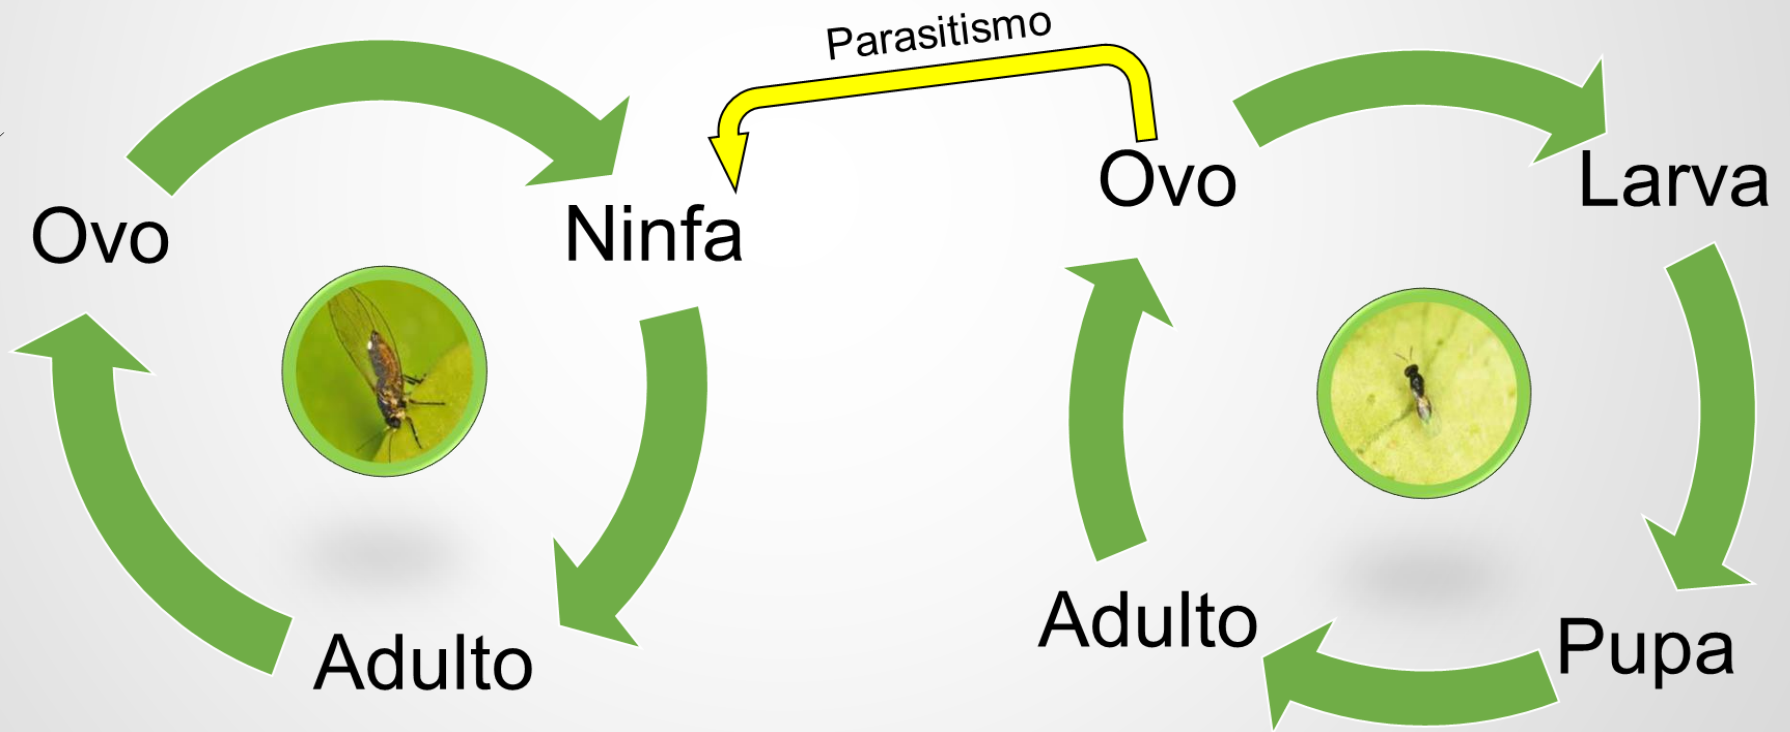 Parasitismo
Ovo
Ninfa
Adulto
Ovo
Larva
Pupa
Adulto